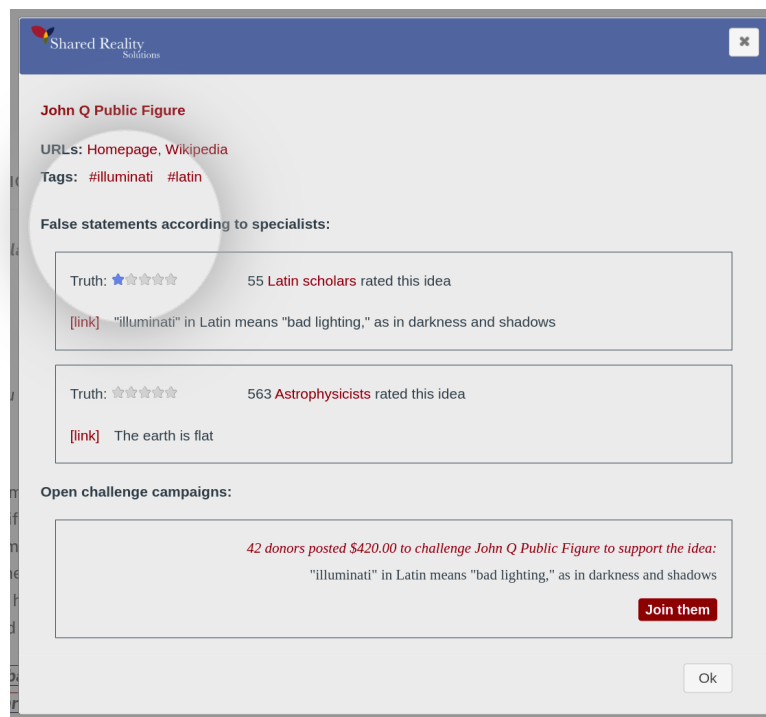 Shared Reality
Solutions
John Q Public Figure
URLs: Homepage, Wikipedia
Tags: #illuminati #latin
False statements according to specialists:
Truth: 55 Latin scholars rated this idea
[link] "illuminati" in Latin means "bad lighting," as in darkness and shadows
Truth: 563 Astrophysicists rated this idea
[link] The earth is flat
Open challenge campaigns:
42 donors posted $420.00 to challenge John Q Public Figure to support the idea:
"illuminati" in Latin means "bad lighting," as in darkness and shadows
Join them
Ok